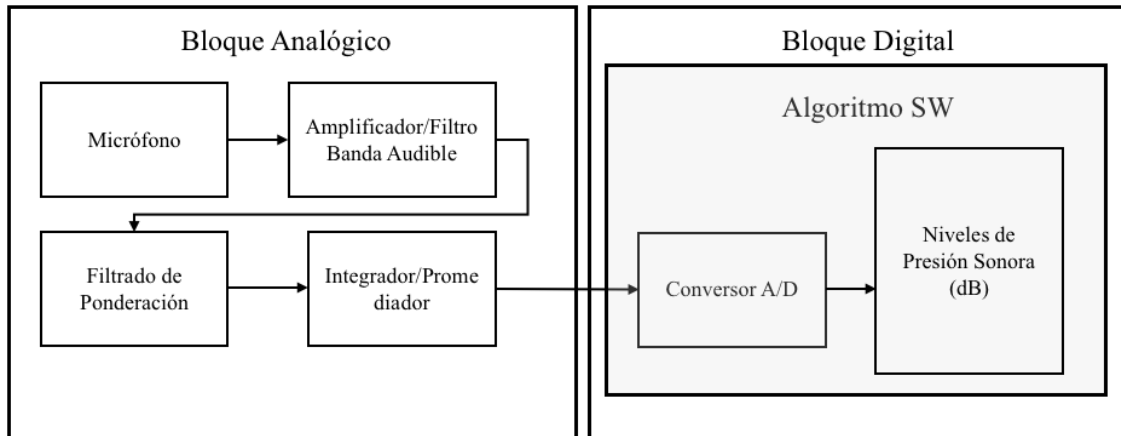 Bloque Analógico
Micrófono
Amplificador/Filtro
Banda Audible
Filtrado de
Ponderación
Integrador/Prome
diador
Bloque Digital
Algoritmo SW
Conversor A/D
Niveles de
Presión Sonora
(dB)